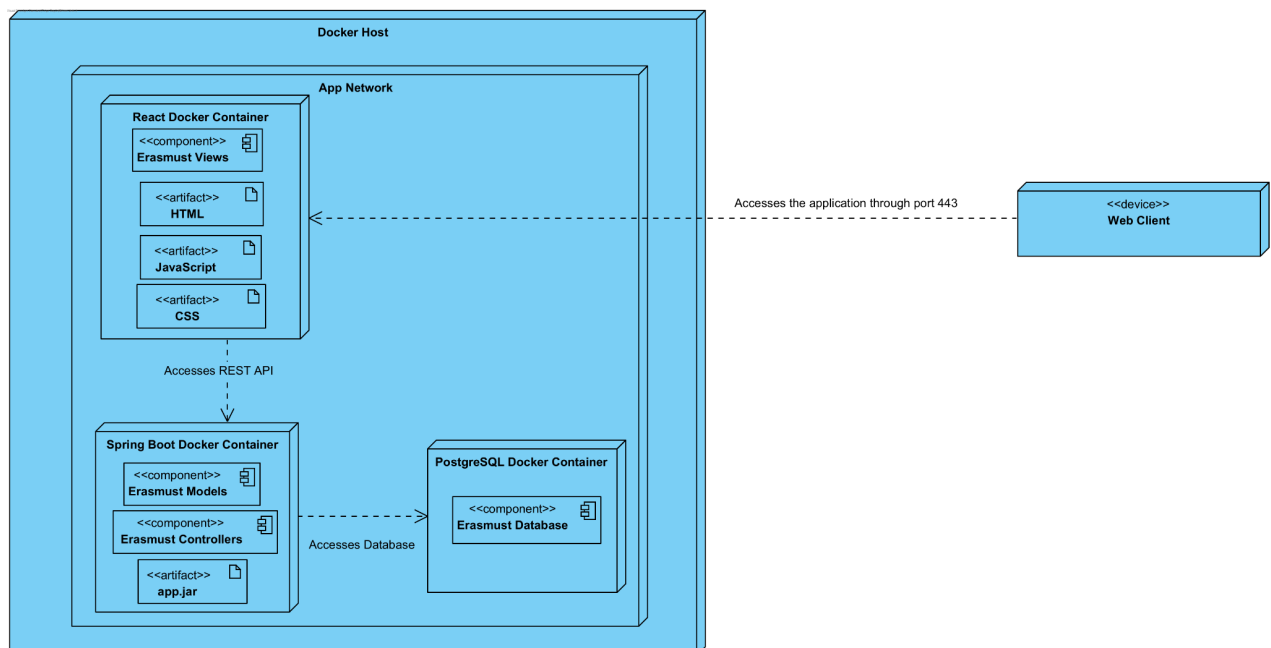 Docker Host
App Network
React Docker Container
<<component>>
Erasmust Views
<<artifact>>
HTML
<<artifact>>
JavaScript
<<artifact>>
CSS
Accesses the application through port 443
<<device>>
Web Client
Accesses REST API
Spring Boot Docker Container
<<component>>
Erasmust Models
<<component>>
Erasmust Controllers
<<artifact>>
app.jar
Accesses Database
PostgreSQL Docker Container
<<component>>
Erasmust Database